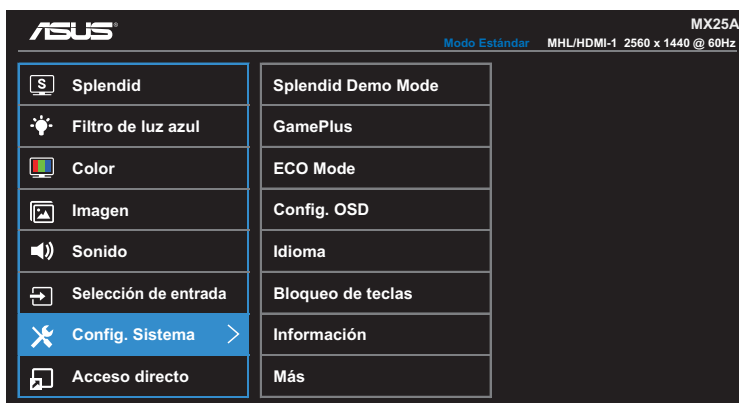 ASUS
MX25A
Modo Estándar MHL/HDMI-1 2560 x 1440 @ 60Hz
S Splendid
Filtro de luz azul
Color
Imagen
Sonido
Selección de entrada
Config. Sistema
Acceso directo
Splendid Demo Mode
GamePlus
ECO Mode
Config. OSD
Idioma
Bloqueo de teclas
Información
Más